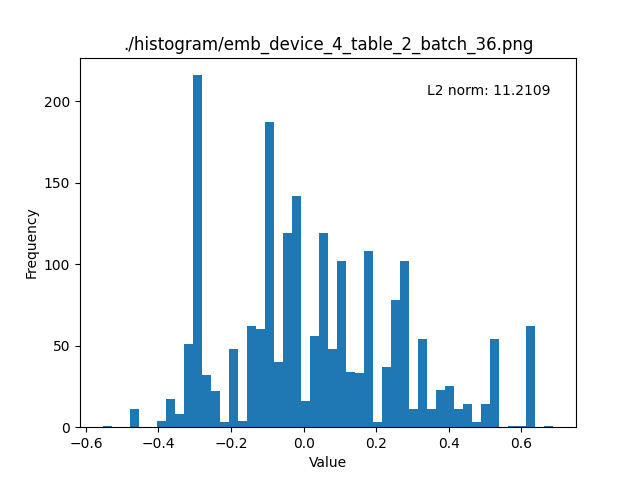 ./histogram/emb_device_4_table_2_batch_36.png
L2 norm: 11.2109
Frequency
200
150
100
50
0
−0.6 −0.4 −0.2 0.0 0.2 0.4 0.6
Value